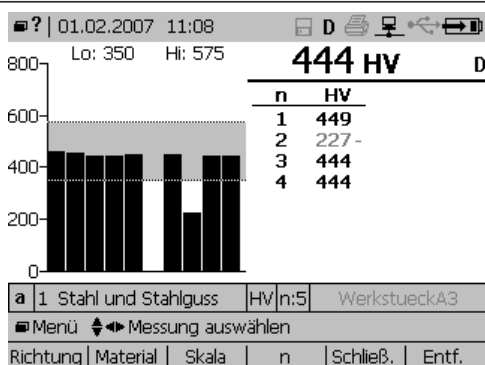 ? 01.02.2007 11:08 D
Lo: 350 Hi: 575
444 HV D
800
600
400
200
0
n HV
1 449
2 227-
3 444
4 444
a 1 Stahl und Stahlguss HV n:5 WerkstueckA3
Menü Messung auswählen
Richtung Material Skala n Schließ. Entf.